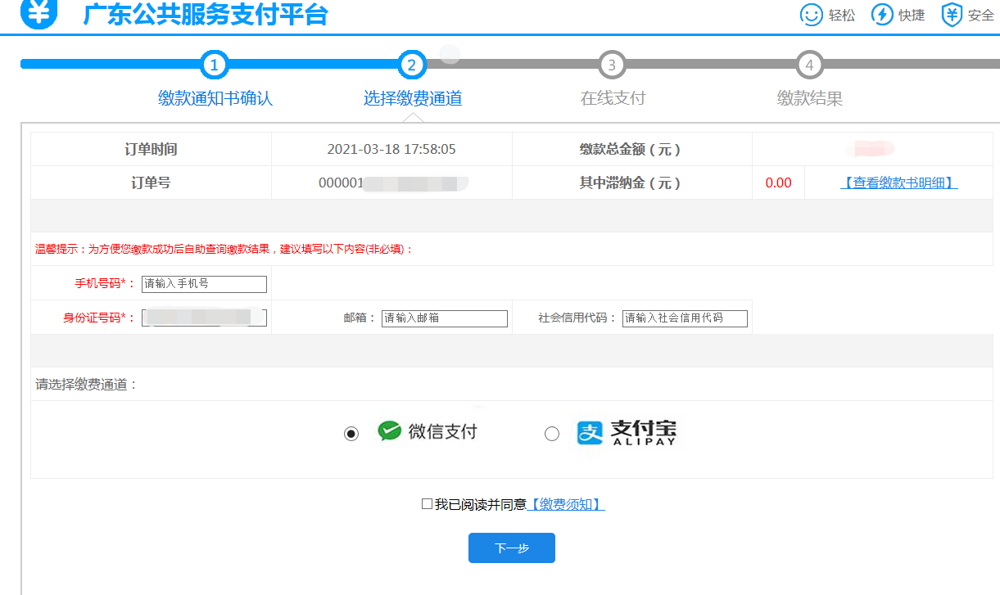 广东公共服务支付平台
轻松 快捷 安全
1 2 3 4
缴款通知书确认 选择缴费通道 在线支付 缴款结果
订单时间 2021-03-18 17:58:05 缴款总金额（元）
订单号 000001 其中滞纳金（元） 0.00 【查看缴款书明细】
温馨提示：为方便您缴款成功后自助查询缴款结果，建议填写以下内容(非必填)：
手机号码*： 请输入手机号
身份证号码*： 邮箱： 请输入邮箱 社会信用代码： 请输入社会信用代码
请选择缴费通道：
微信支付 支 支付宝
ALIPAY
我已阅读并同意【缴费须知】
下一步